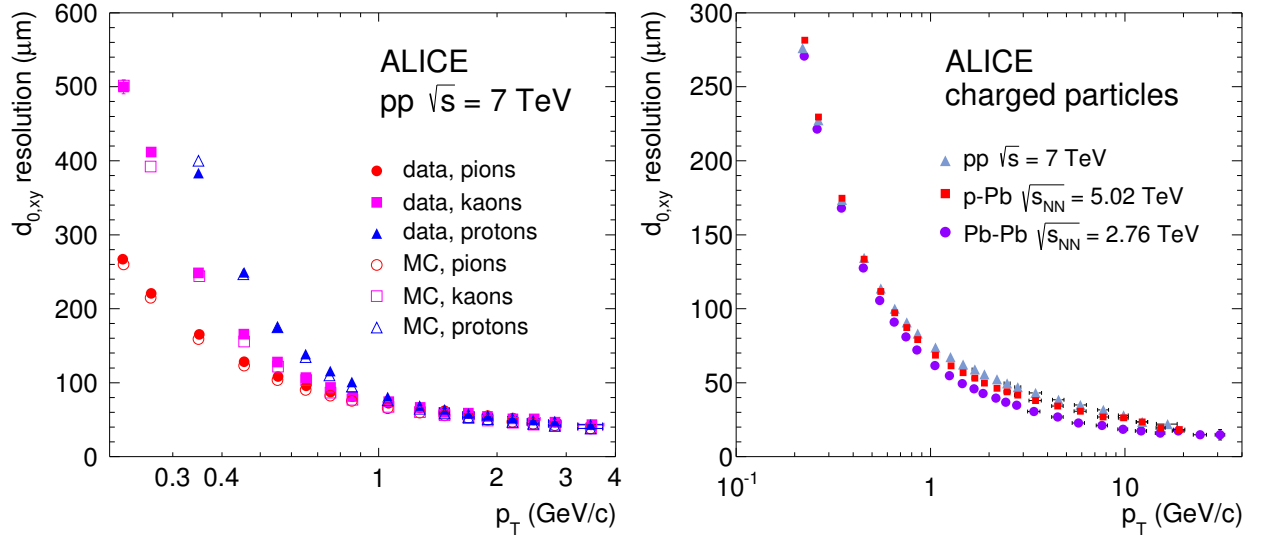 ALICE
pp √s = 7 TeV
data, pions
data, kaons
data, protons
MC, pions
MC, kaons
MC, protons
d0,xy resolution (μm)
600
500
400
300
200
100
0
0.3 0.4 1 2 3 4
pT (GeV/c)
ALICE
charged particles
pp √s = 7 TeV
p-Pb √sNN = 5.02 TeV
Pb-Pb √sNN = 2.76 TeV
d0,xy resolution (μm)
300
250
200
150
100
50
0
10-1 1 10
pT (GeV/c)